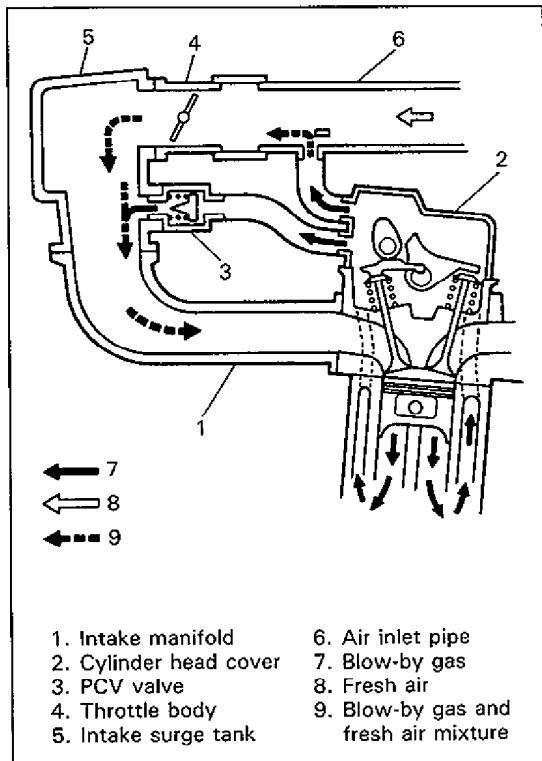 5
4
6
2
3
1
7
8
9
1. Intake manifold
2. Cylinder head cover
3. PCV valve
4. Throttle body
5. Intake surge tank
6. Air inlet pipe
7. Blow-by gas
8. Fresh air
9. Blow-by gas and
fresh air mixture